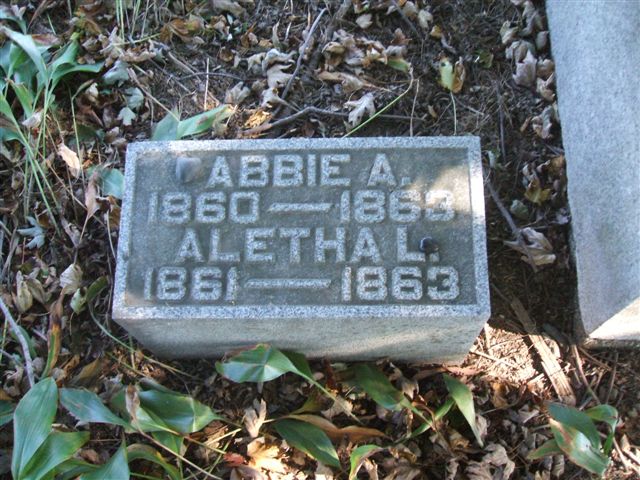 ABBIE A.
1860 — 1863
ALETHA L.
1861 — 1863